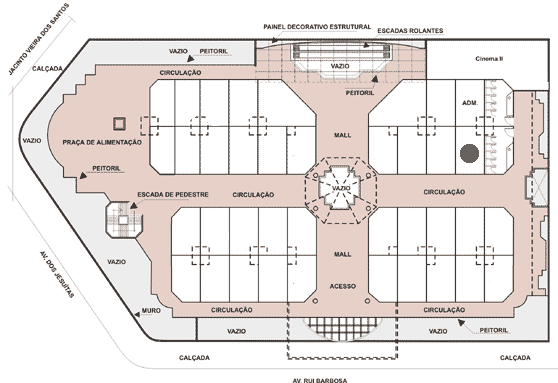 PAINEL DECORATIVO ESTRUTURAL
ESCADAS ROLANTES
JACINTO VIEIRA DOS SANTOS
VAZIO
PEITORIL
CALÇADA
VAZIO
Cinema II
CIRCULAÇÃO
PEITORIL
ADM.
VAZIO
PRAÇA DE ALIMENTAÇÃO
MALL
PEITORIL
ESCADA DE PEDESTRE
CIRCULAÇÃO
VAZIO
CIRCULAÇÃO
AV. DOS JESUÍTAS
VAZIO
MALL
ACESSO
MURO
CIRCULAÇÃO
CIRCULAÇÃO
VAZIO
VAZIO
PEITORIL
CALÇADA
CALÇADA
AV. RUI BARBOSA